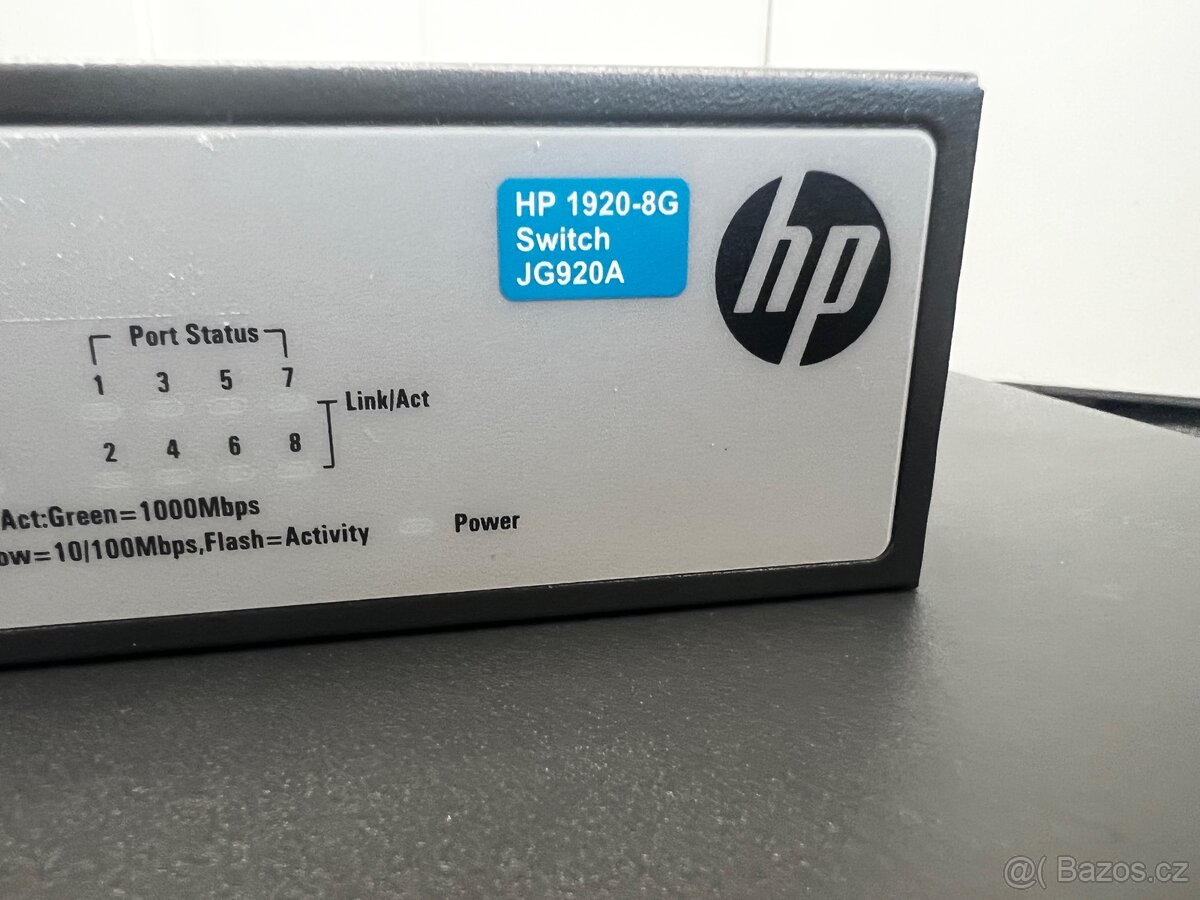 HP 1920-8G
Switch
JG920A
hp
Port Status
1 3 5 7
Link/Act
2 4 6 8
Act:Green=1000Mbps
ow=10/100Mbps,Flash=Activity
Power
@( Bazos.cz